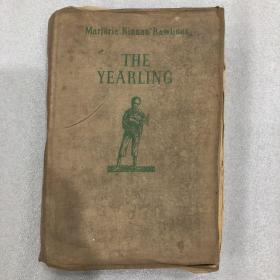 Marjorie Kinnan Rawlings
THE
YEARLING